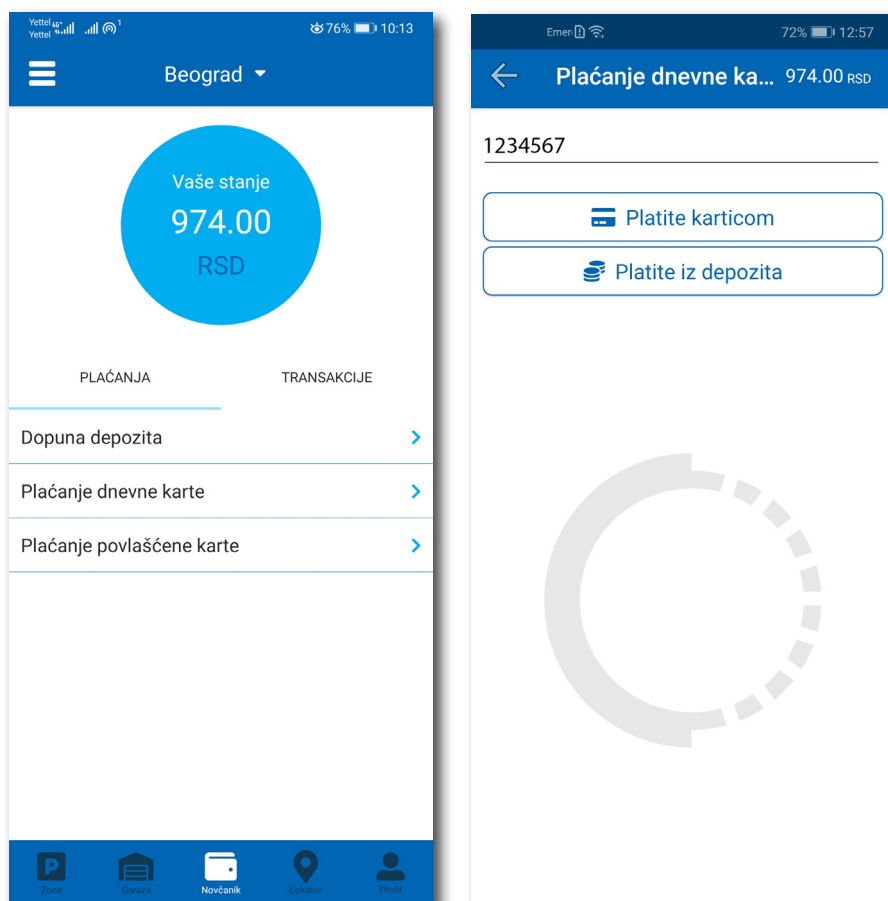 Yettel 4G 1 76% 10:13
Yettel
Beograd
Vaše stanje
974.00
RSD
PLAĆANJA TRANSAKCIJE
Dopuna depozita
Plaćanje dnevne karte
Plaćanje povlašćene karte
P
Zona Garaža Novčanik Lokator Profil
Emer 72% 12:57
Plaćanje dnevne ka... 974.00 RSD
1234567
Platite karticom
Platite iz depozita